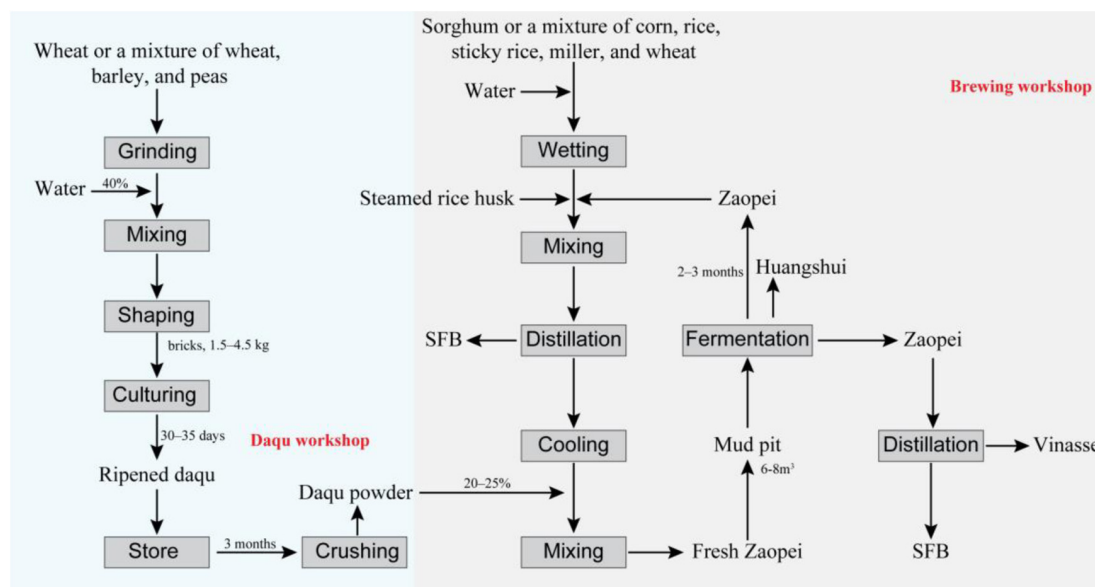 Wheat or a mixture of wheat,
barley, and peas
Grinding
Water
40%
Mixing
Shaping
bricks, 1.5–4.5 kg
Culturing
30–35 days
Daqu workshop
Ripened daqu
Store
3 months
Crushing
Daqu powder
20–25%
Sorghum or a mixture of corn, rice,
sticky rice, miller, and wheat
Brewing workshop
Water
Wetting
Steamed rice husk
Zaopei
Mixing
2–3 months
Huangshui
SFB
Distillation
Fermentation
Zaopei
Cooling
Mud pit
6-8m³
Distillation
Vinasse
Mixing
Fresh Zaopei
SFB